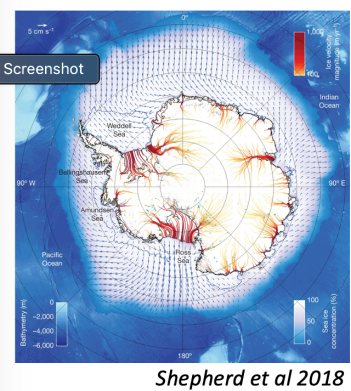 0°
5 cm s⁻¹
1,000
100
Ice velocity
magnitude (m yr⁻¹)
Screenshot
Indian
Ocean
Weddell
Sea
Bellingshausen
Sea
90° W
90° E
Amundsen
Sea
Ross
Sea
Pacific
Ocean
Bathymetry (m)
0
–2,000
–4,000
–6,000
100
50
0
Sea ice
concentration (%)
180°
Shepherd et al 2018